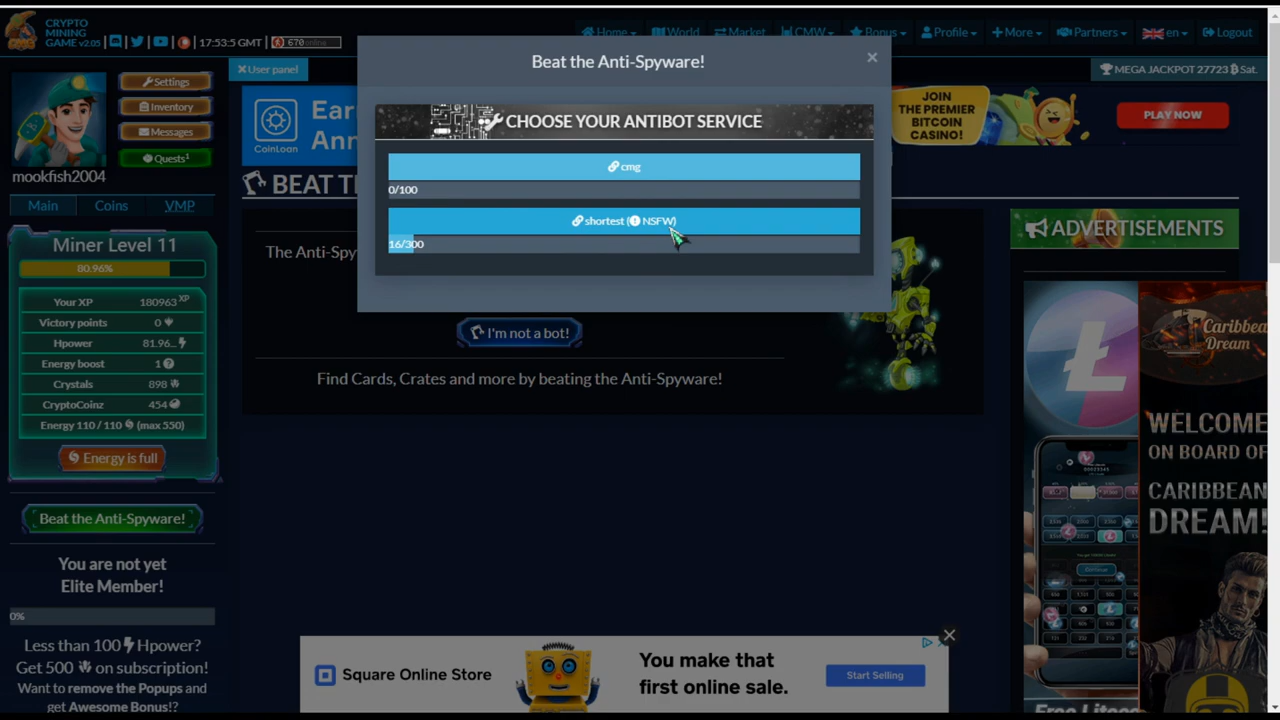 CRYPTO
MINING
GAME v2.05
17:53:5 GMT
670 online
Home
World
Market
CMW
Bonus
Profile
More
Partners
en
Logout
Beat the Anti-Spyware!
×
User panel
MEGA JACKPOT 27723 Sat.
Settings
Inventory
Messages
Quests 1
mookfish2004
CoinLoan
Ear
Ann
JOIN
THE PREMIER
BITCOIN
CASINO!
PLAY NOW
CHOOSE YOUR ANTIBOT SERVICE
cmg
0/100
shortest ( NSFW)
16/300
BEAT T
The Anti-Spy
I'm not a bot!
Find Cards, Crates and more by beating the Anti-Spyware!
Main
Coins
VMP
Miner Level 11
80.96%
Your XP 180963 XP
Victory points 0
Hpower 81.96...
Energy boost 1
Crystals 898
CryptoCoinz 454
Energy 110 / 110 (max 550)
Energy is full
Beat the Anti-Spyware!
You are not yet
Elite Member!
0%
Less than 100 Hpower?
Get 500 on subscription!
Want to remove the Popups and
get Awesome Bonus!?
ADVERTISEMENTS
Caribbea
Dream
WELCOME
ON BOARD OF
CARIBBEAN
DREAM!
Square Online Store
You make that
first online sale.
Start Selling